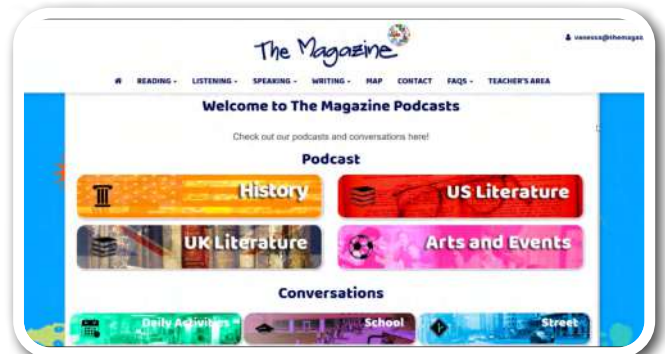 The Magazine
vanessa@themagas
READING LISTENING SPEAKING WRITING MAP CONTACT FAQS TEACHER'S AREA
Welcome to The Magazine Podcasts
Check out our podcasts and conversations here!
Podcast
History US Literature
UK Literature Arts and Events
Conversations
Daily Activities School Street